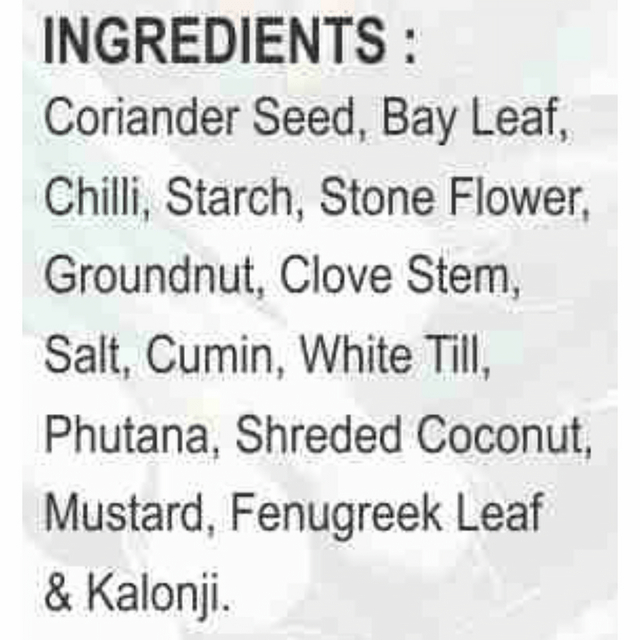 INGREDIENTS :
Coriander Seed, Bay Leaf,
Chilli, Starch, Stone Flower,
Groundnut, Clove Stem,
Salt, Cumin, White Till,
Phutana, Shreded Coconut,
Mustard, Fenugreek Leaf
& Kalonji.